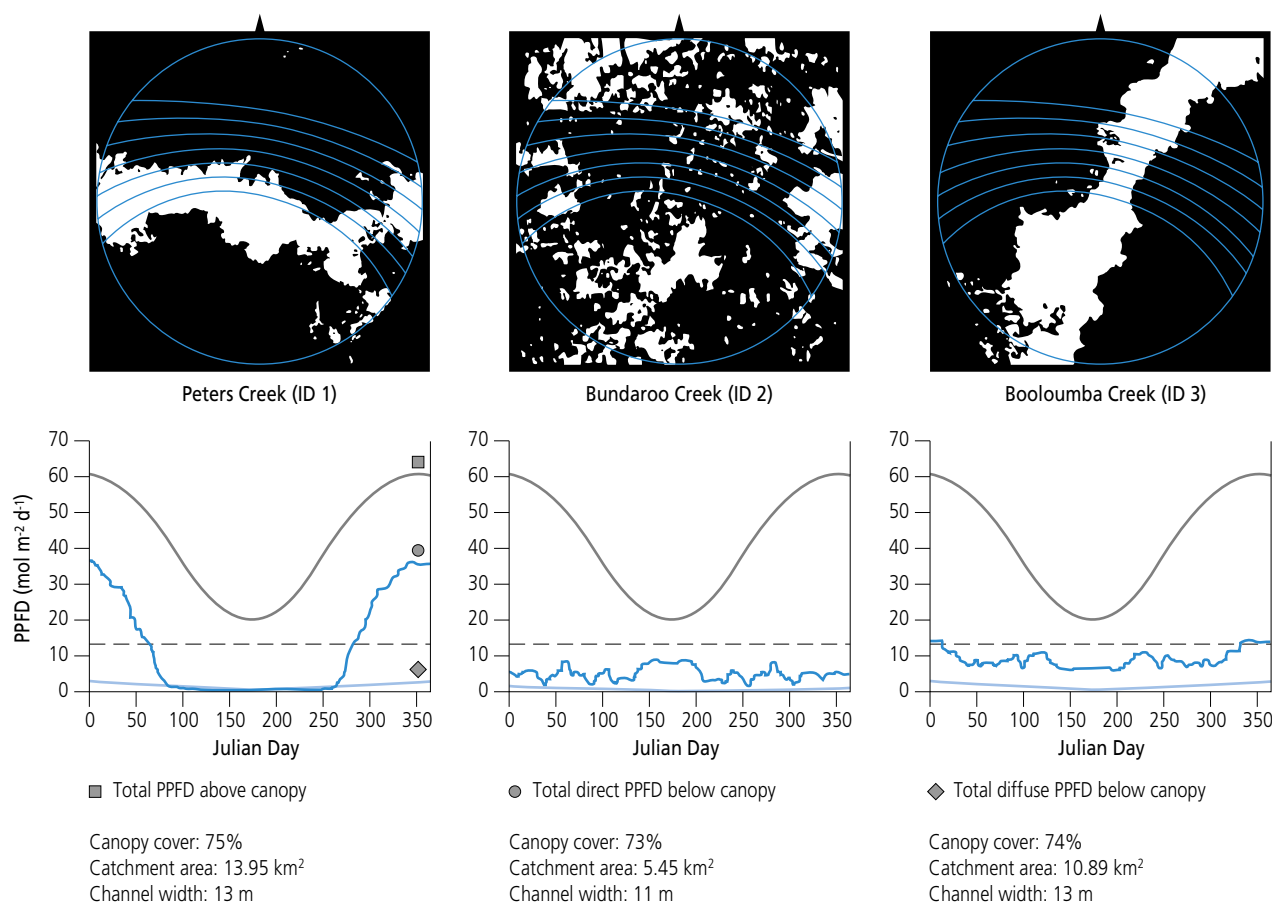 Peters Creek (ID 1)
Bundaroo Creek (ID 2)
Booloumba Creek (ID 3)
PPFD (mol m-2 d-1)
70
60
50
40
30
20
10
0
0 50 100 150 200 250 300 350
Julian Day
70
60
50
40
30
20
10
0
0 50 100 150 200 250 300 350
Julian Day
70
60
50
40
30
20
10
0
0 50 100 150 200 250 300 350
Julian Day
Total PPFD above canopy
Total direct PPFD below canopy
Total diffuse PPFD below canopy
Canopy cover: 75%
Catchment area: 13.95 km2
Channel width: 13 m
Canopy cover: 73%
Catchment area: 5.45 km2
Channel width: 11 m
Canopy cover: 74%
Catchment area: 10.89 km2
Channel width: 13 m